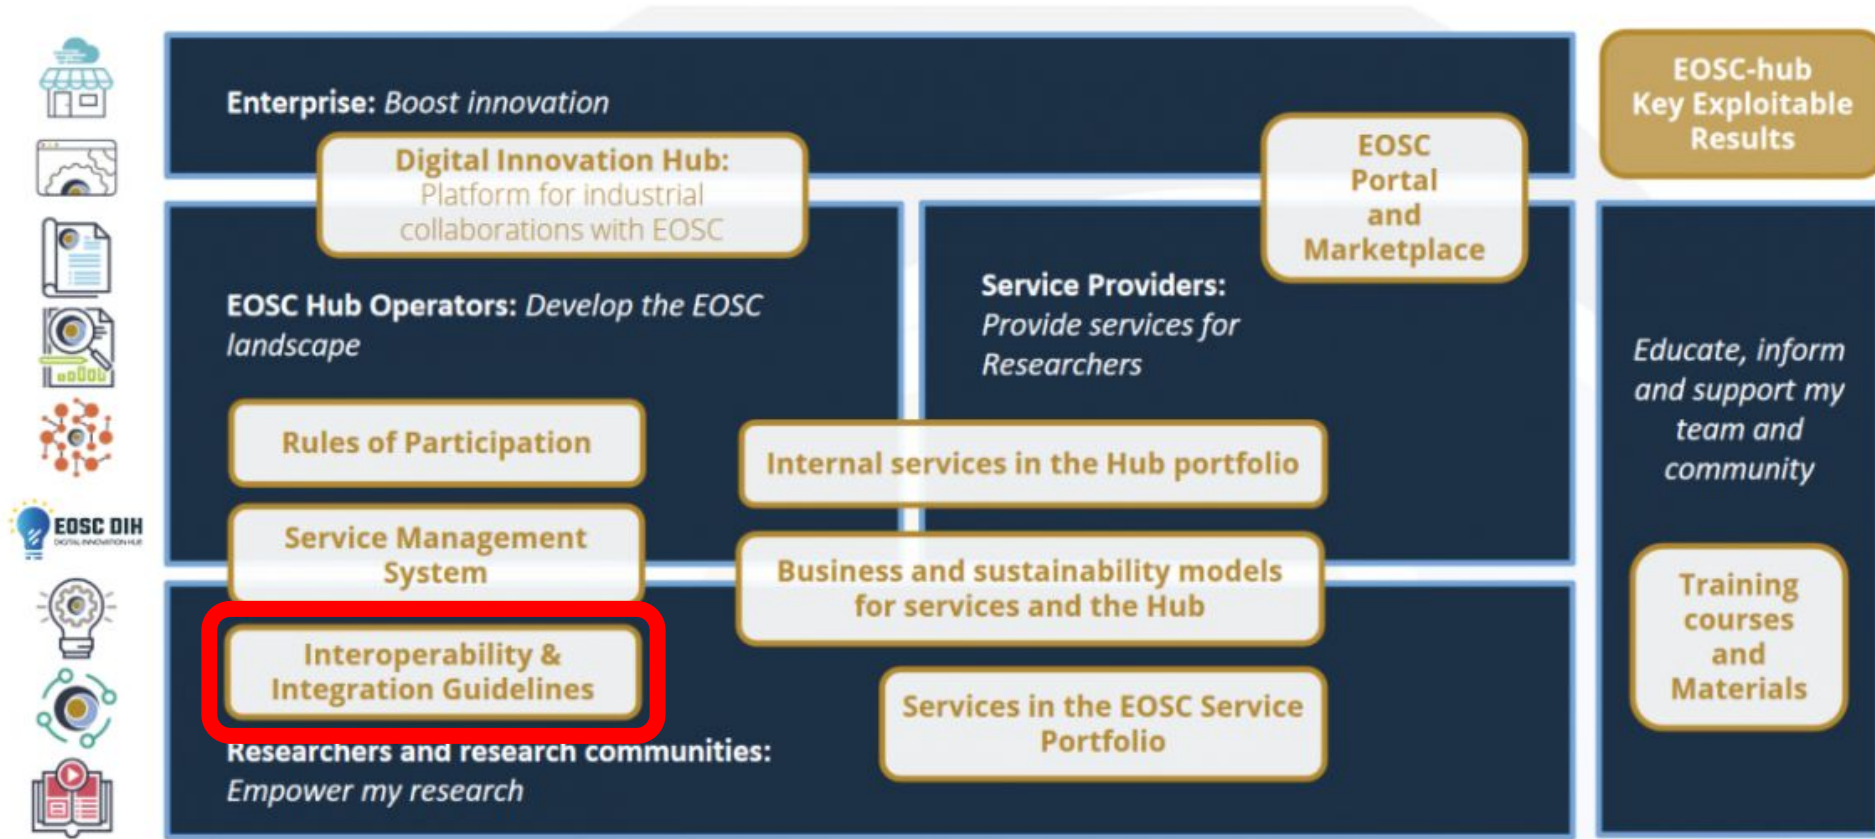 Enterprise: Boost innovation
EOSC-hub
Key Exploitable
Results
Digital Innovation Hub:
Platform for industrial
collaborations with EOSC
EOSC
Portal
and
Marketplace
EOSC Hub Operators: Develop the EOSC
landscape
Service Providers:
Provide services for
Researchers
Educate, inform
and support my
team and
community
Rules of Participation
Internal services in the Hub portfolio
EOSC DIH
DIGITAL INNOVATION HUB
Service Management
System
Business and sustainability models
for services and the Hub
Training
courses
and
Materials
Interoperability &
Integration Guidelines
Services in the EOSC Service
Portfolio
Researchers and research communities:
Empower my research